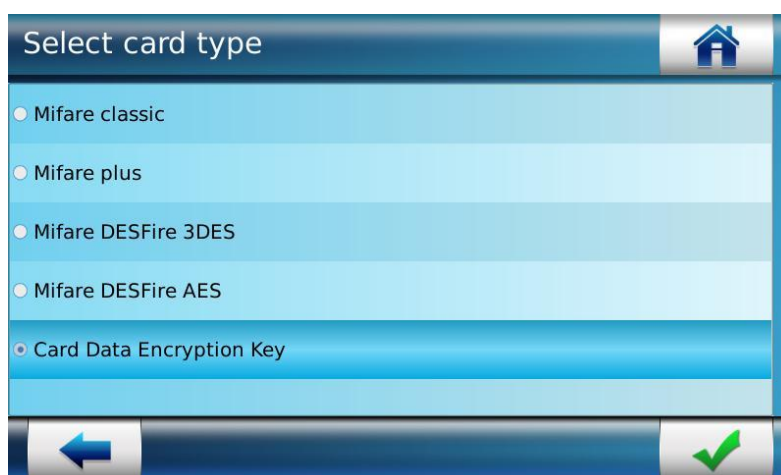 Select card type
Mifare classic
Mifare plus
Mifare DESFire 3DES
Mifare DESFire AES
Card Data Encryption Key